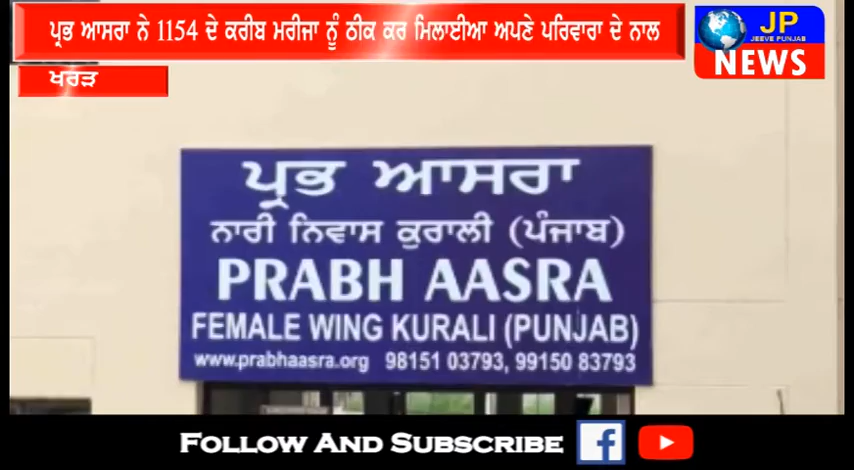 ਪ੍ਰਭ ਆਸਰਾ ਨੇ 1154 ਦੇ ਕਰੀਬ ਮਰੀਜਾ ਨੂੰ ਠੀਕ ਕਰ ਮਿਲਾਈਆ ਅਪਣੇ ਪਰਿਵਾਰਾ ਦੇ ਨਾਲ
JP
JEEVE PUNJAB
NEWS
ਖਰੜ
ਪ੍ਰਭ ਆਸਰਾ
ਨਾਰੀ ਨਿਵਾਸ ਕੁਰਾਲੀ (ਪੰਜਾਬ)
PRABH AASRA
FEMALE WING KURALI (PUNJAB)
www.prabhaasra.org 98151 03793, 99150 83793
FOLLOW AND SUBSCRIBE